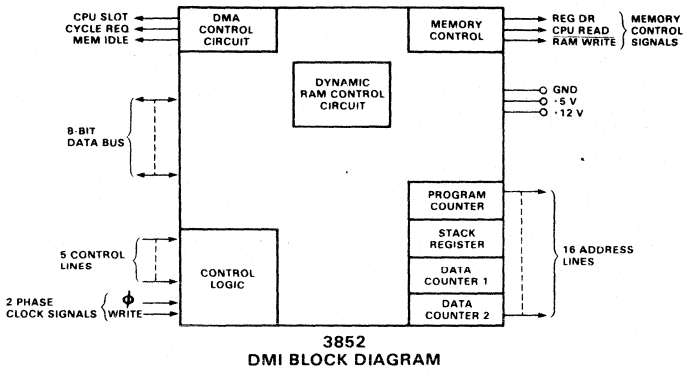 CPU SLOT
CYCLE REQ
MEM IDLE
DMA
CONTROL
CIRCUIT
MEMORY
CONTROL
REG DR
CPU READ
RAM WRITE
MEMORY
CONTROL
SIGNALS
DYNAMIC
RAM CONTROL
CIRCUIT
GND
+5 V
+12 V
8-BIT
DATA BUS
PROGRAM
COUNTER
STACK
REGISTER
DATA
COUNTER 1
DATA
COUNTER 2
16 ADDRESS
LINES
5 CONTROL
LINES
CONTROL
LOGIC
2 PHASE
CLOCK SIGNALS
Φ
WRITE
3852
DMI BLOCK DIAGRAM